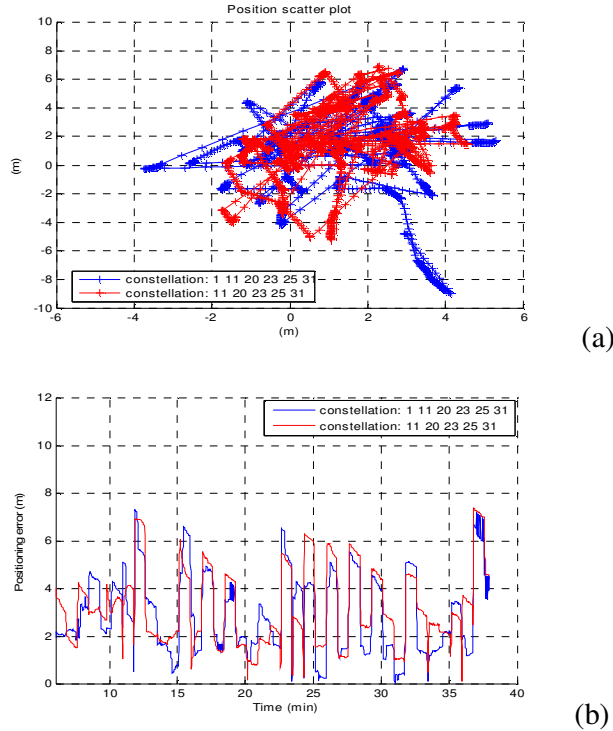 Position scatter plot
10
8
6
4
2
0
-2
-4
-6
-8
-10
(m)
constellation: 1 11 20 23 25 31
constellation: 11 20 23 25 31
-6 -4 -2 0 2 4 6
(m)
(a)
12
10
8
6
4
2
0
Positioning error (m)
constellation: 1 11 20 23 25 31
constellation: 11 20 23 25 31
10 15 20 25 30 35 40
Time (min)
(b)